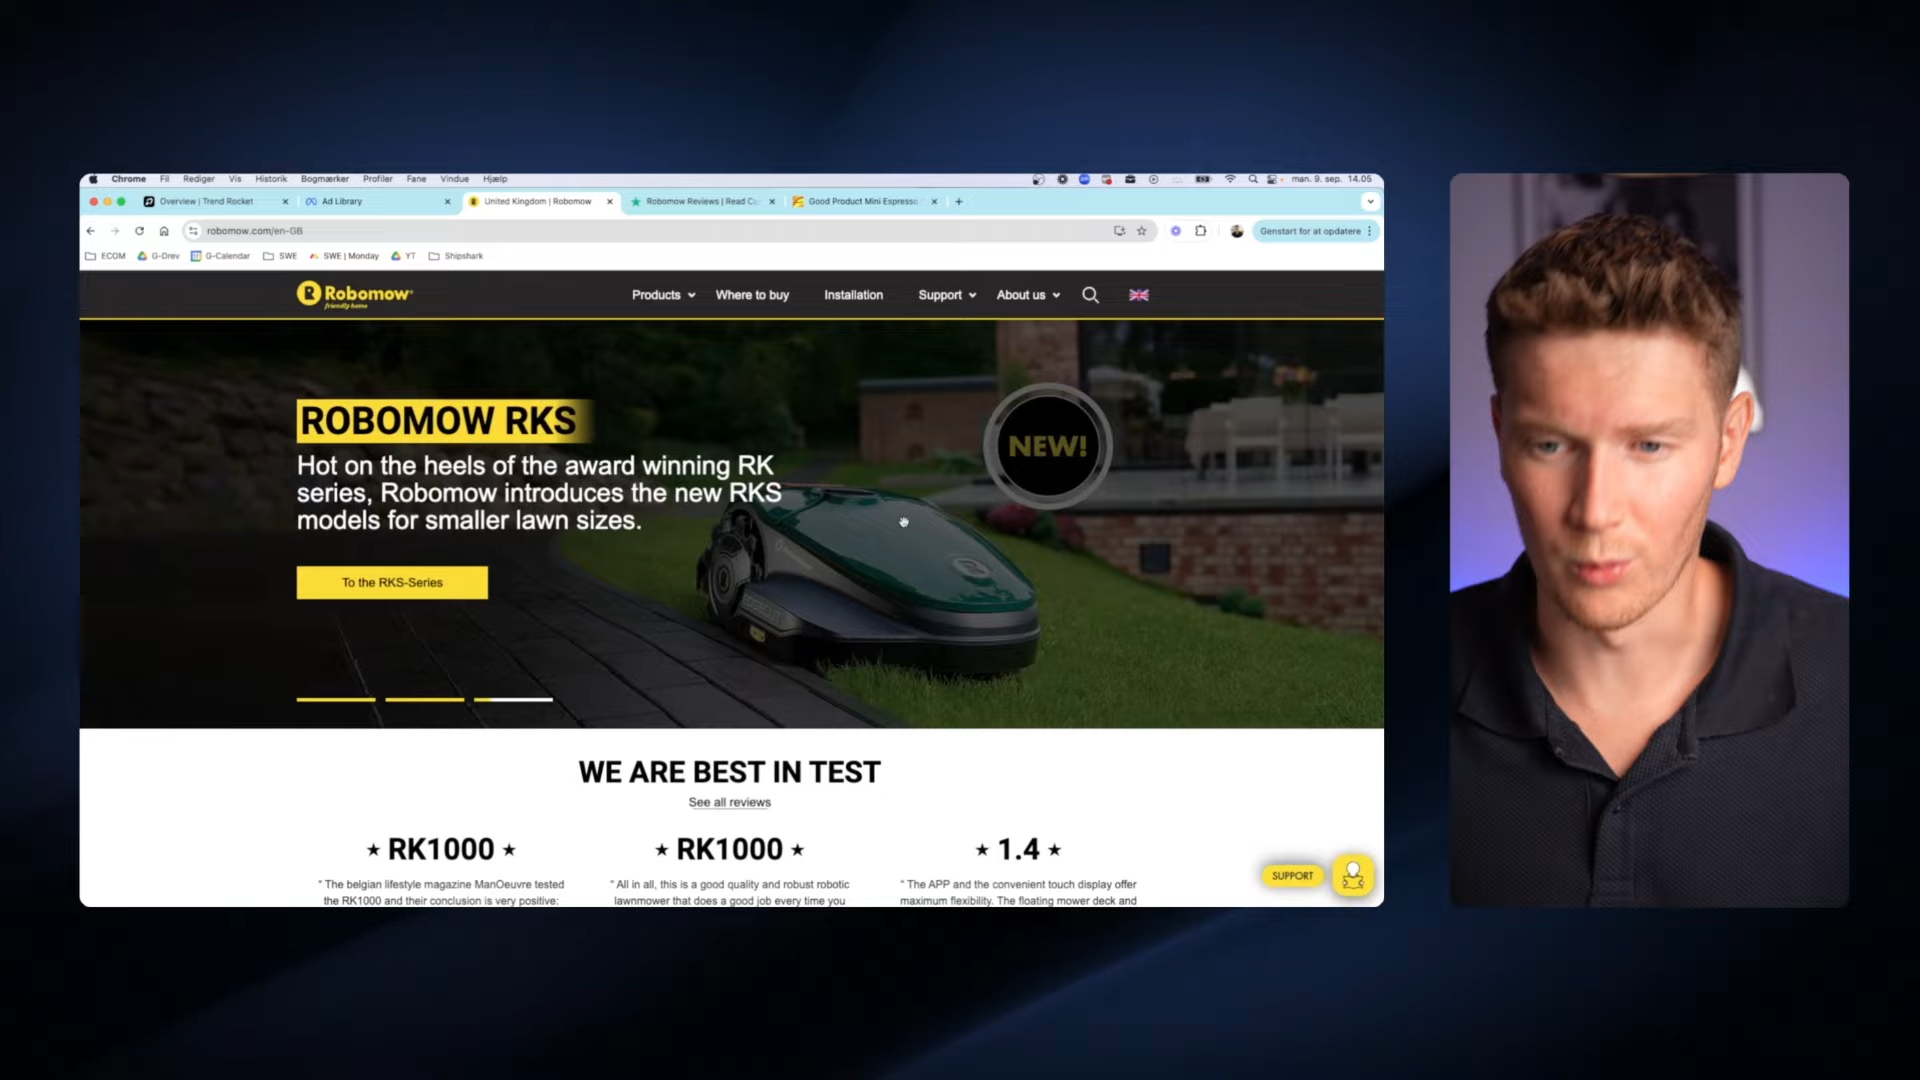 Chrome Fil Rediger Vis Historik Bogmærker Profiler Fane Vindue Hjælp man. 9. sep. 14.05
Overview | Trend Rocket Ad Library United Kingdom | Robomow Robomow Reviews | Read Cu Good Product Mini Espresso
robomow.com/en-GB Genstart for at opdatere
ECOM G-Drev G-Calendar SWE SWE | Monday YT Shipshark
Robomow
friendly home
Products Where to buy Installation Support About us
ROBOMOW RKS
Hot on the heels of the award winning RK
series, Robomow introduces the new RKS
models for smaller lawn sizes.
NEW!
To the RKS-Series
WE ARE BEST IN TEST
See all reviews
★ RK1000 ★ ★ RK1000 ★ ★ 1.4 ★
" The belgian lifestyle magazine ManOeuvre tested
the RK1000 and their conclusion is very positive:
" All in all, this is a good quality and robust robotic
lawnmower that does a good job every time you
" The APP and the convenient touch display offer
maximum flexibility. The floating mower deck and
SUPPORT